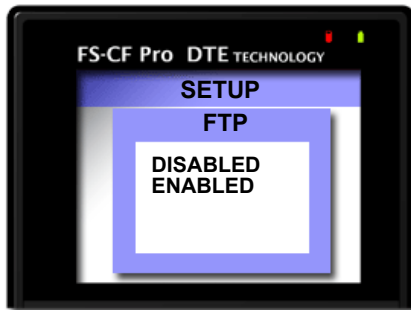 FS-CF Pro DTE TECHNOLOGY
SETUP
FTP
DISABLED
ENABLED